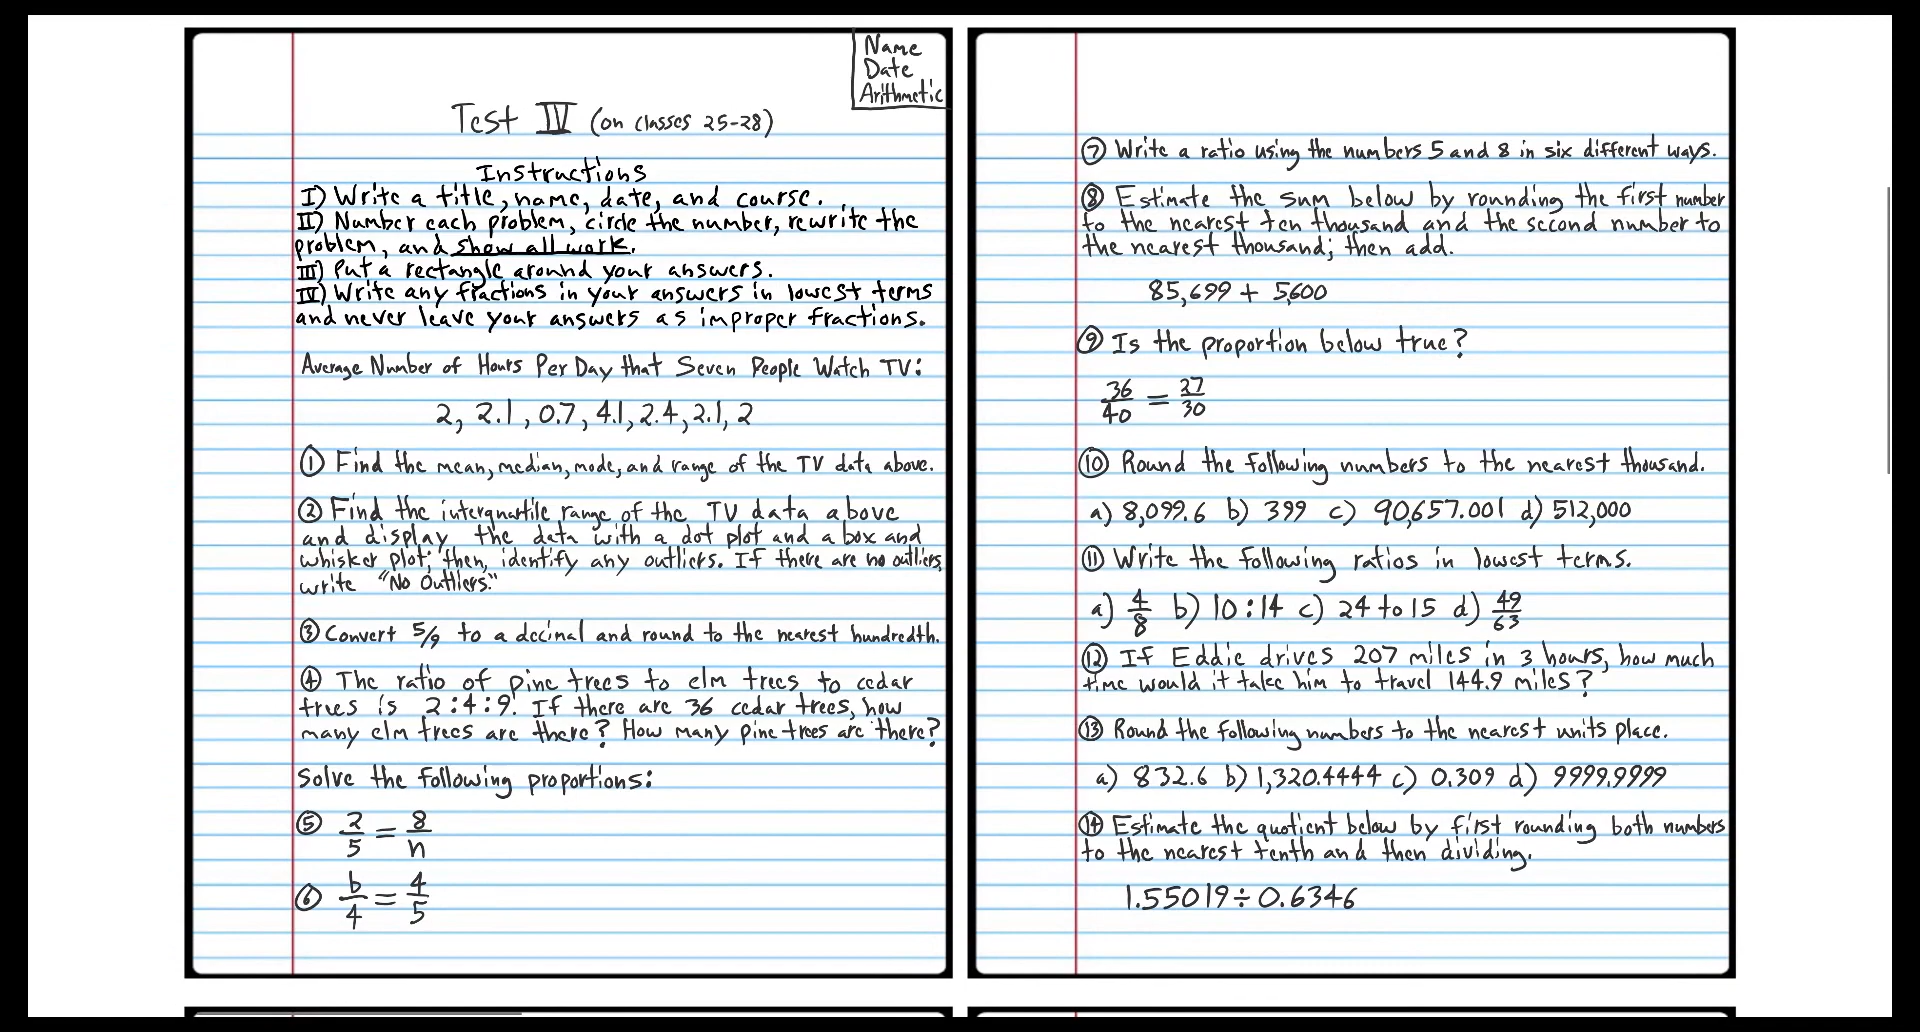 Name
Date
Arithmetic
Test IV (on classes 25-28)
Instructions
I) Write a title, name, date, and course.
II) Number each problem, circle the number, rewrite the
problem, and show all work.
III) Put a rectangle around your answers.
IV) Write any fractions in your answers in lowest terms
and never leave your answers as improper fractions.
Average Number of Hours Per Day that Seven People Watch TV:
2, 2.1, 0.7, 4.1, 2.4, 2.1, 2
① Find the mean, median, mode, and range of the TV data above.
② Find the interquartile range of the TV data above
and display the data with a dot plot and a box and
whisker plot; then, identify any outliers. If there are no outliers,
write "No Outliers."
③ Convert 5/9 to a decimal and round to the nearest hundredth.
④ The ratio of pine trees to elm trees to cedar
trees is 2:4:9. If there are 36 cedar trees, how
many elm trees are there? How many pine trees are there?
Solve the following proportions:
⑤ 2/5 = 8/n
⑥ b/4 = 4/5
⑦ Write a ratio using the numbers 5 and 8 in six different ways.
⑧ Estimate the sum below by rounding the first number
to the nearest ten thousand and the second number to
the nearest thousand; then add.
85,699 + 5,600
⑨ Is the proportion below true?
36/40 = 27/30
⑩ Round the following numbers to the nearest thousand.
a) 8,099.6 b) 399 c) 90,657.001 d) 512,000
⑪ Write the following ratios in lowest terms.
a) 4/8 b) 10:14 c) 24 to 15 d) 49/63
⑫ If Eddie drives 207 miles in 3 hours, how much
time would it take him to travel 144.9 miles?
⑬ Round the following numbers to the nearest units place.
a) 832.6 b) 1,320.4444 c) 0.309 d) 9999.9999
⑭ Estimate the quotient below by first rounding both numbers
to the nearest tenth and then dividing.
1.55019 ÷ 0.6346